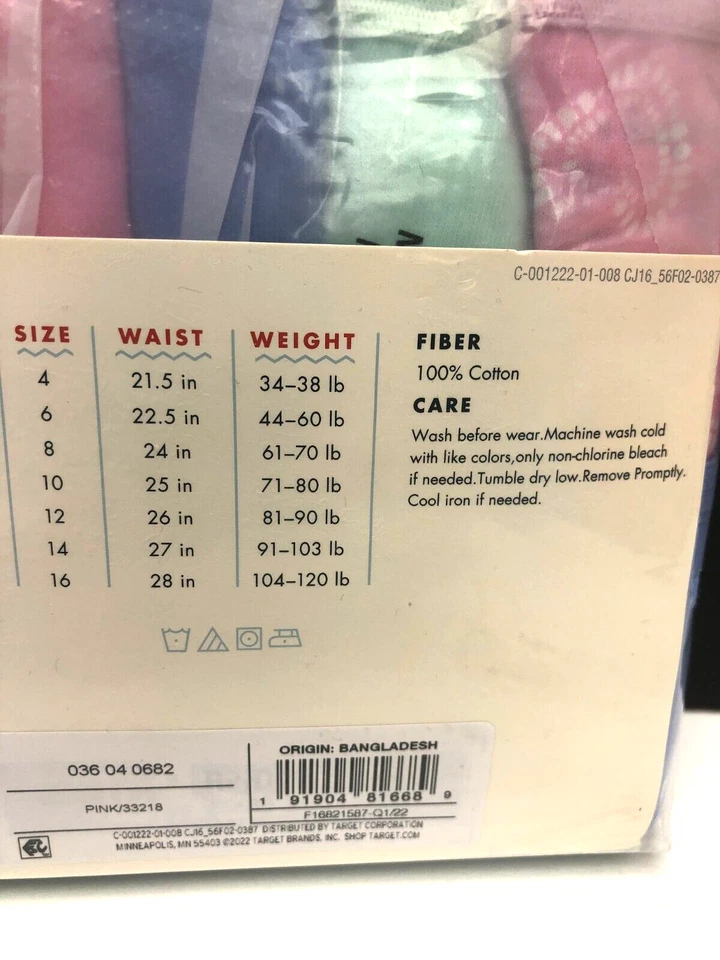 C-001222-01-008 CJ16_56F02-0387
SIZE WAIST WEIGHT
4 21.5 in 34–38 lb
6 22.5 in 44–60 lb
8 24 in 61–70 lb
10 25 in 71–80 lb
12 26 in 81–90 lb
14 27 in 91–103 lb
16 28 in 104–120 lb
FIBER
100% Cotton
CARE
Wash before wear.Machine wash cold
with like colors,only non-chlorine bleach
if needed.Tumble dry low.Remove Promptly.
Cool iron if needed.
036 04 0682
PINK/33218
ORIGIN: BANGLADESH
1 91904 81668 9
F16821587-Q1/22
C-001222-01-008 CJ16_56F02-0387 DISTRIBUTED BY TARGET CORPORATION
MINNEAPOLIS, MN 55403 ©2022 TARGET BRANDS, INC. SHOP TARGET.COM